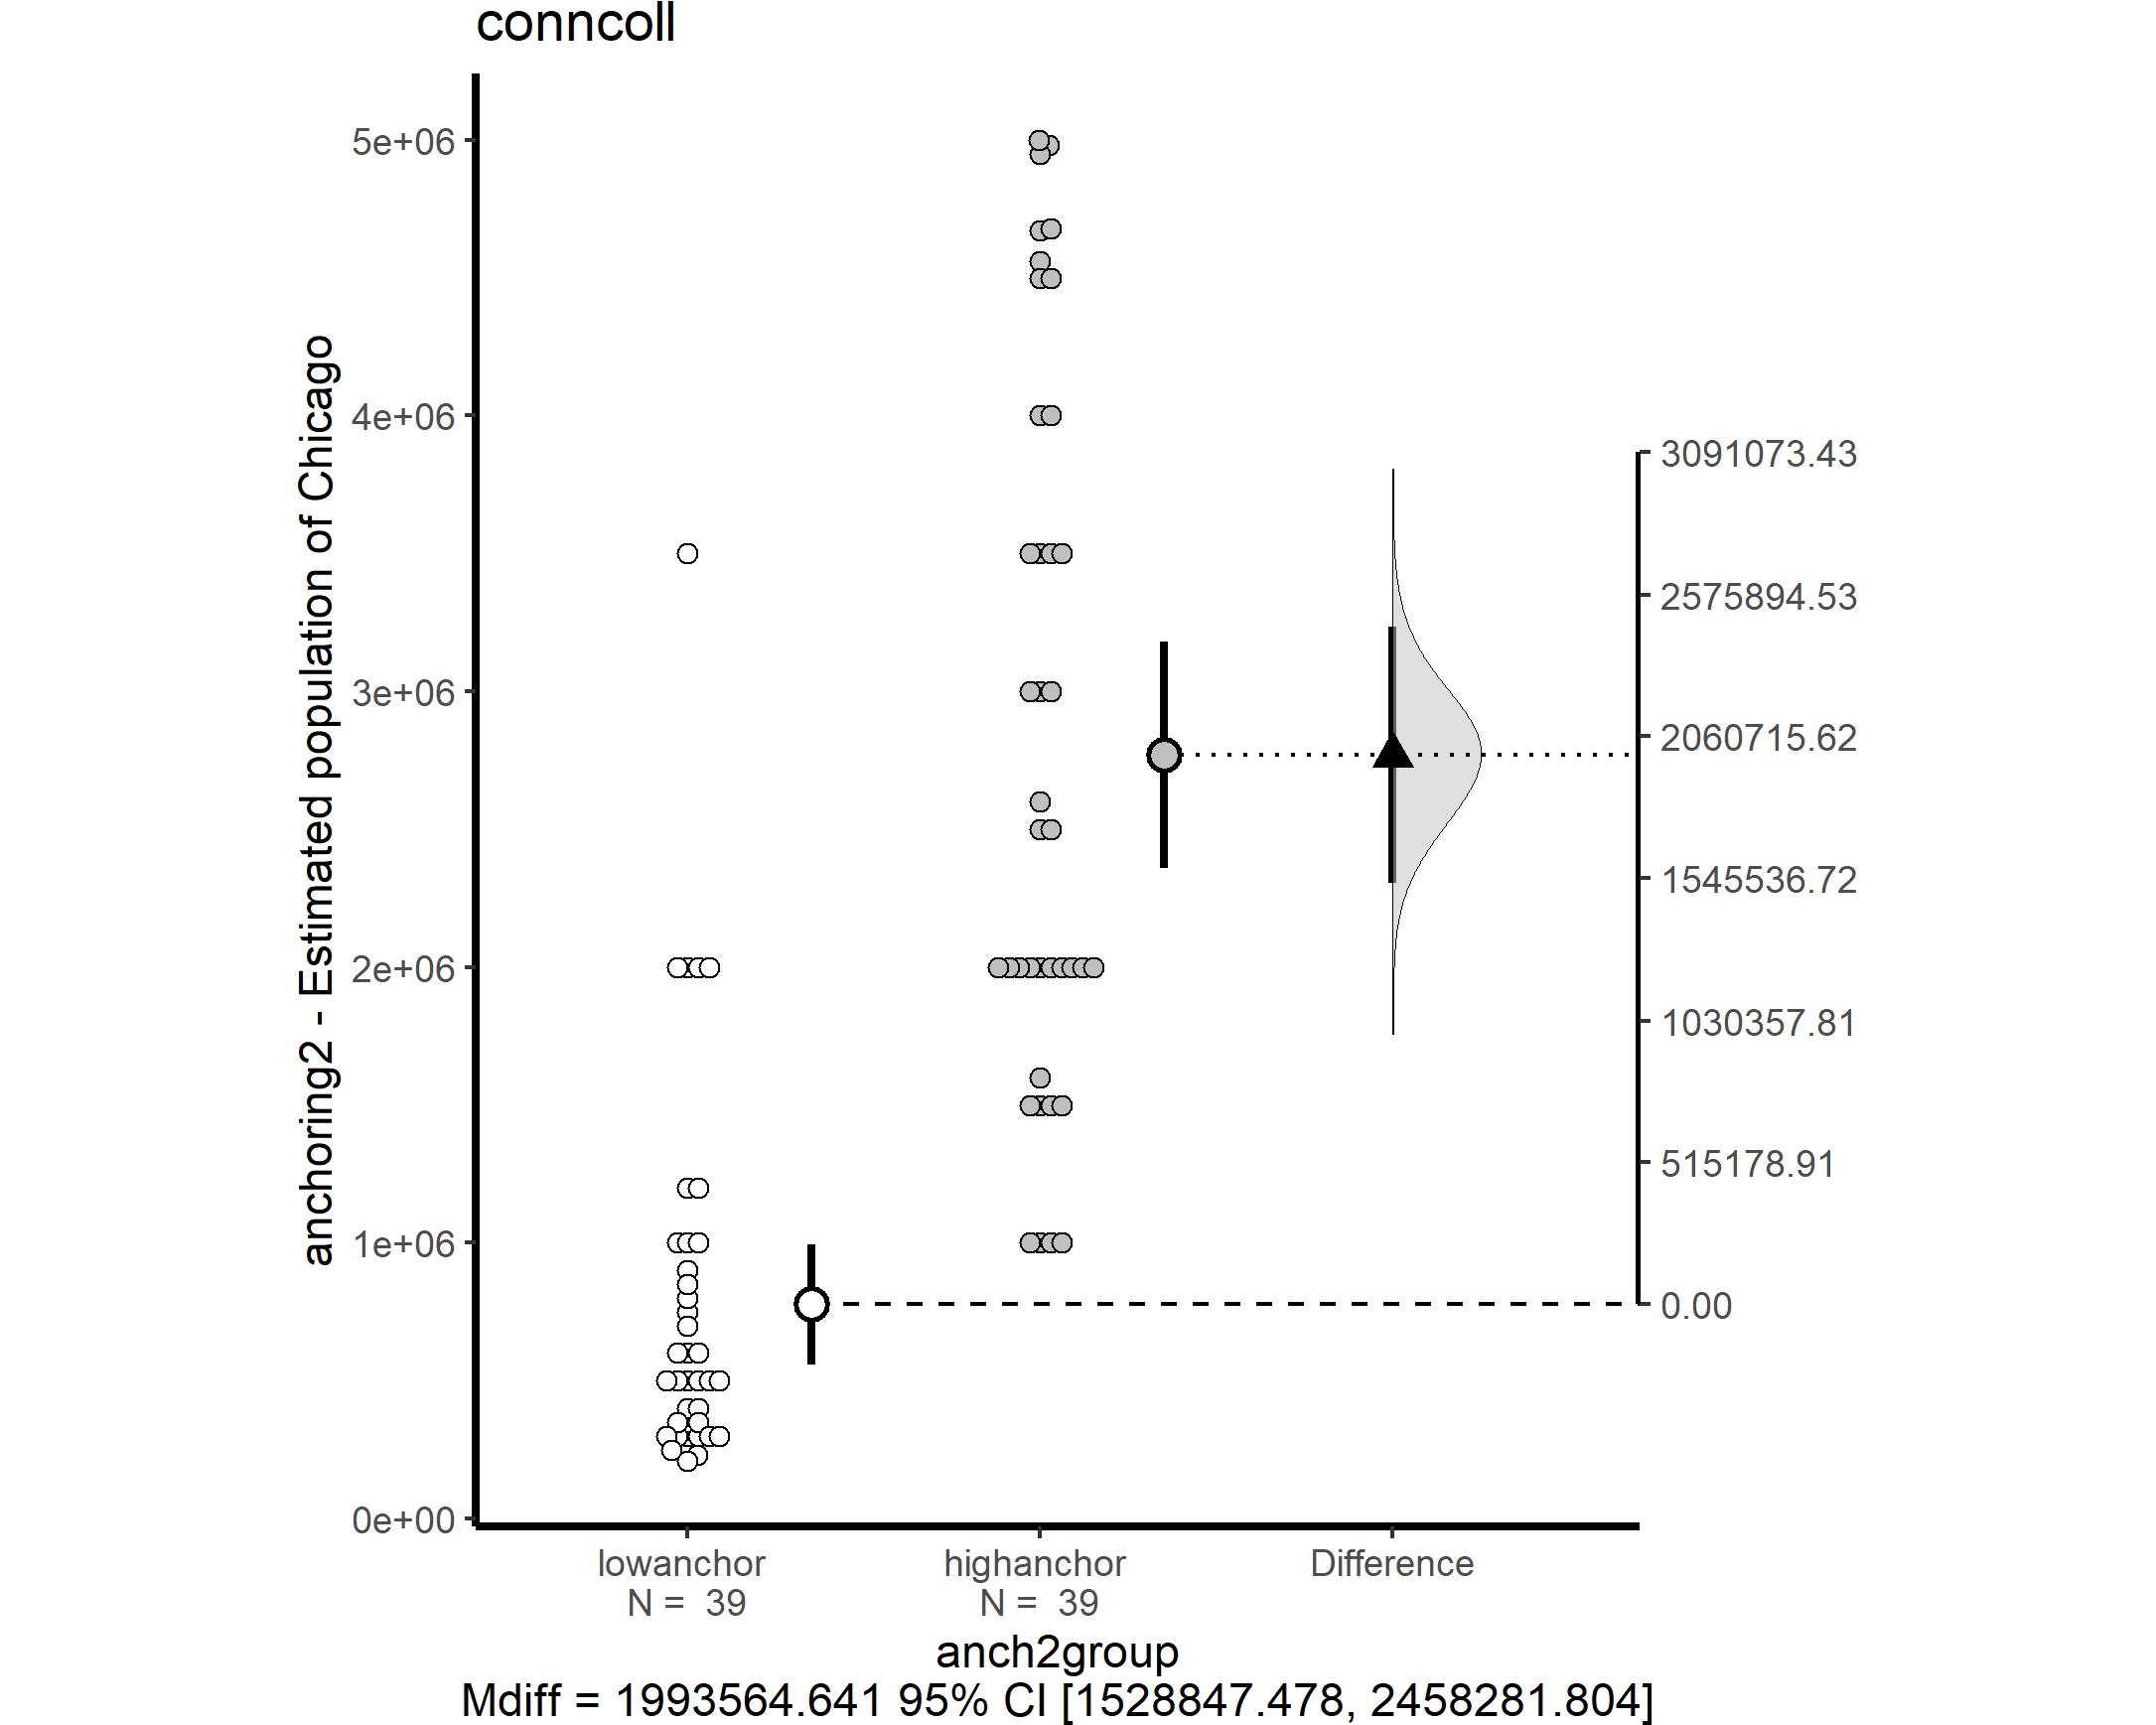 conncoll
anchoring2 - Estimated population of Chicago
5e+06
4e+06
3e+06
2e+06
1e+06
0e+00
3091073.43
2575894.53
2060715.62
1545536.72
1030357.81
515178.91
0.00
lowanchor
N =  39
highanchor
N =  39
Difference
anch2group
Mdiff = 1993564.641 95% CI [1528847.478, 2458281.804]